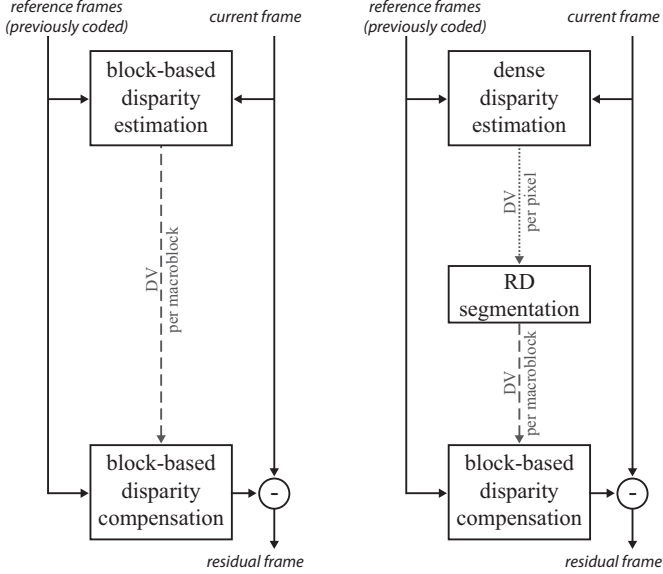 reference frames
(previously coded)
current frame
block-based
disparity
estimation
DV
per macroblock
block-based
disparity
compensation
-
residual frame
reference frames
(previously coded)
current frame
dense
disparity
estimation
DV
per pixel
RD
segmentation
DV
per macroblock
block-based
disparity
compensation
-
residual frame